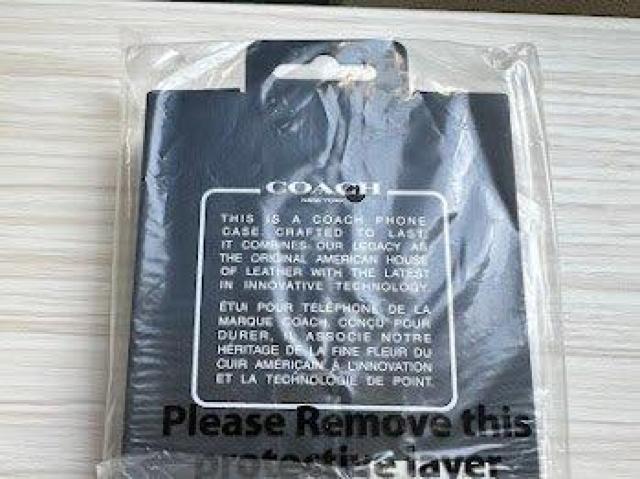 COACH
NEW YORK
THIS IS A COACH PHONE
CASE. CRAFTED TO LAST,
IT COMBINES OUR LEGACY AS
THE ORIGINAL AMERICAN HOUSE
OF LEATHER WITH THE LATEST
IN INNOVATIVE TECHNOLOGY.
ÉTUI POUR TÉLÉPHONE DE LA
MARQUE COACH. CONÇU POUR
DURER, IL ASSOCIE NOTRE
HÉRITAGE DE LA FINE FLEUR DU
CUIR AMÉRICAIN À L'INNOVATION
ET LA TECHNOLOGIE DE POINT.
Please Remove this
protective layer